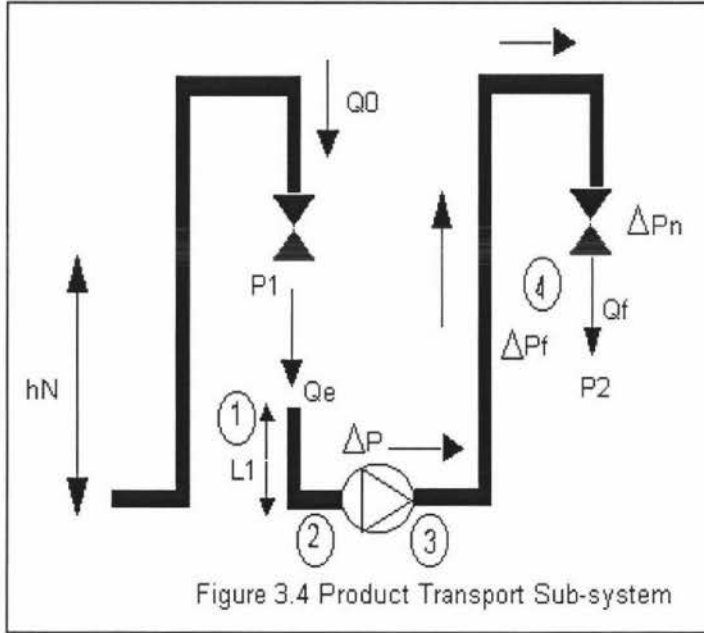 Q0
ΔPn
P1
4
Qf
hN
ΔPf
P2
1
Qe
ΔP
L1
2
3
Figure 3.4 Product Transport Sub-system